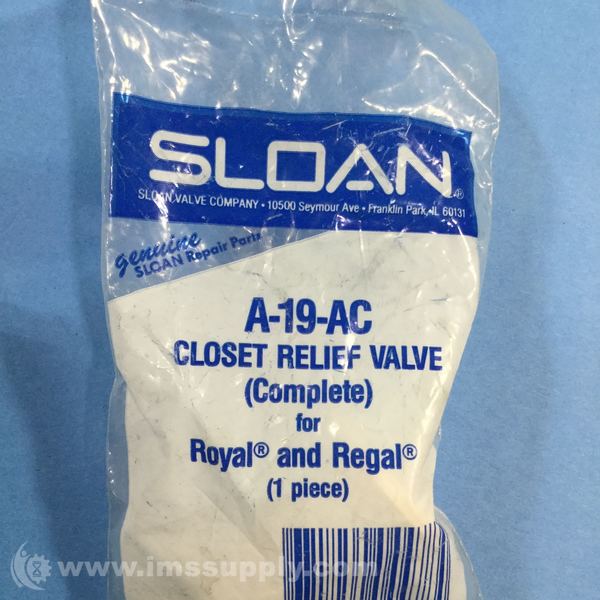 SLOAN®
SLOAN VALVE COMPANY • 10500 Seymour Ave • Franklin Park, IL 60131
genuine
SLOAN Repair Parts
A-19-AC
CLOSET RELIEF VALVE
(Complete)
for
Royal® and Regal®
(1 piece)
www.imssupply.com